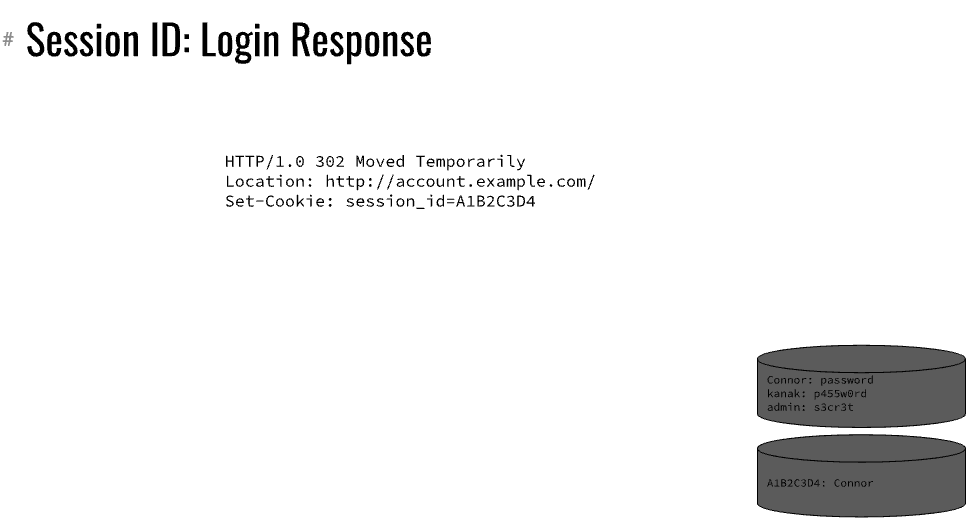 # Session ID: Login Response
HTTP/1.0 302 Moved Temporarily
Location: http://account.example.com/
Set-Cookie: session_id=A1B2C3D4
Connor: password
kanak: p455w0rd
admin: s3cr3t
A1B2C3D4: Connor